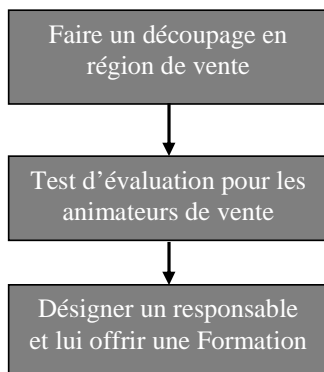 Faire un découpage en
région de vente
Test d’évaluation pour les
animateurs de vente
Désigner un responsable
et lui offrir une Formation